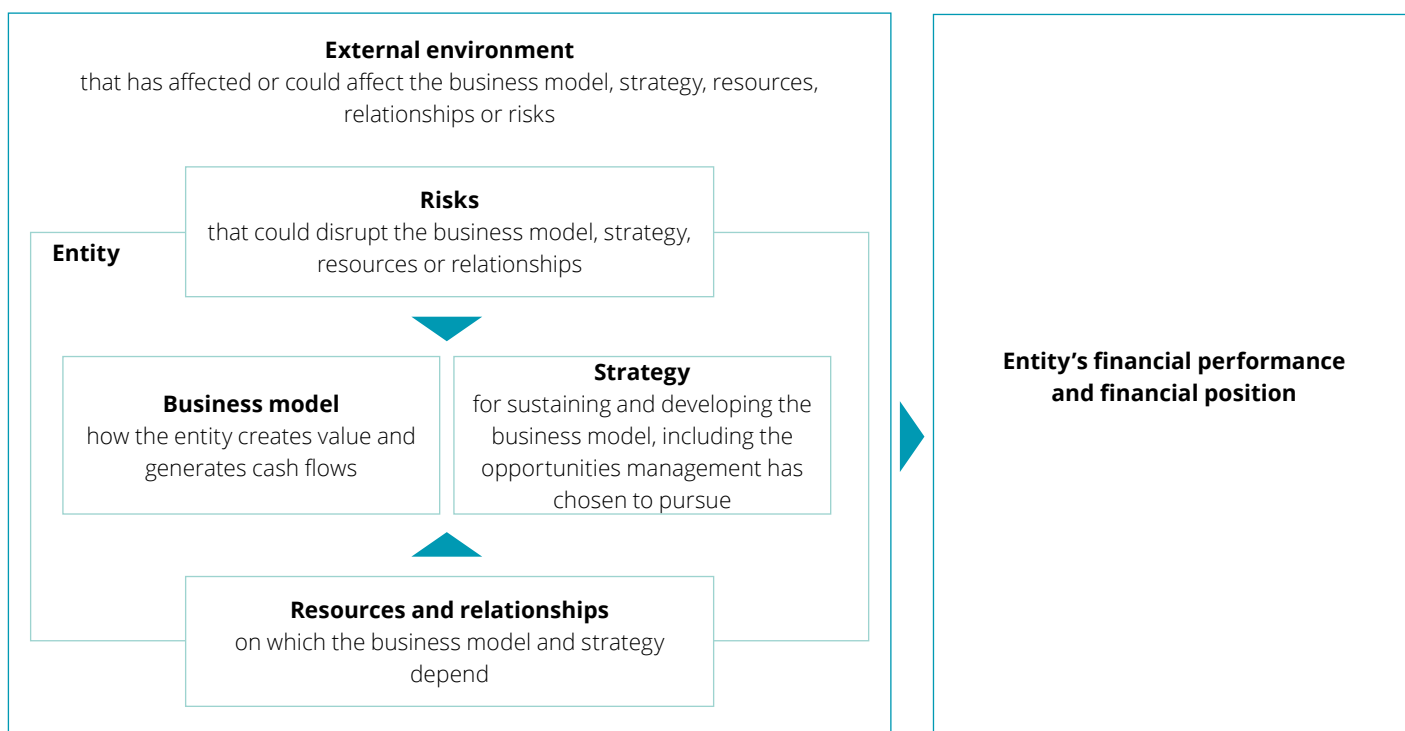 External environment
that has affected or could affect the business model, strategy, resources,
relationships or risks
Risks
that could disrupt the business model, strategy,
resources or relationships
Entity
Business model
how the entity creates value and
generates cash flows
Strategy
for sustaining and developing the
business model, including the
opportunities management has
chosen to pursue
Resources and relationships
on which the business model and strategy
depend
Entity’s financial performance
and financial position